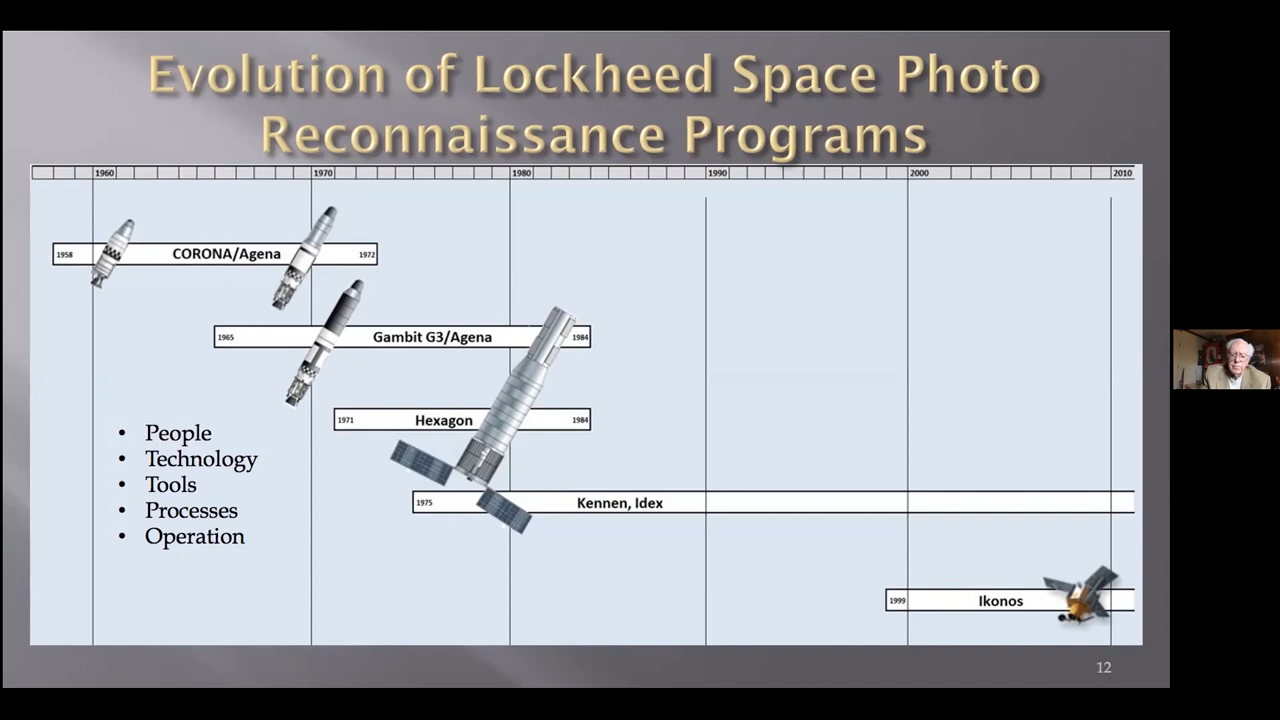 Evolution of Lockheed Space Photo
Reconnaissance Programs
1960 1970 1980 1990 2000 2010
1958 CORONA/Agena 1972
1965 Gambit G3/Agena 1984
1971 Hexagon 1984
• People
• Technology
• Tools
• Processes
• Operation
1975 Kennen, Idex
1999 Ikonos
12